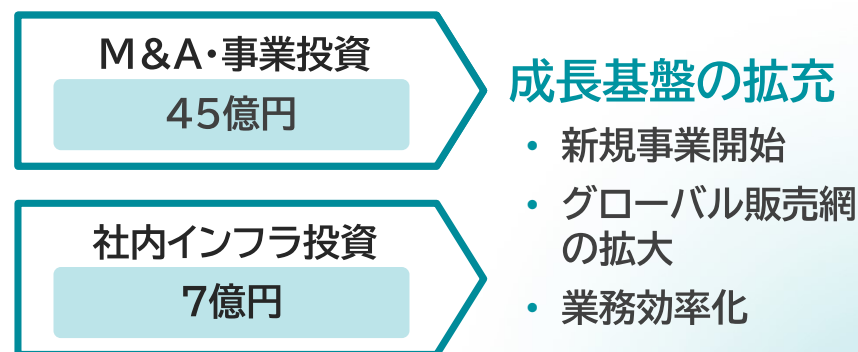 M&A・事業投資
45億円
社内インフラ投資
7億円
成長基盤の拡充
・ 新規事業開始
・ グローバル販売網
の拡大
・ 業務効率化